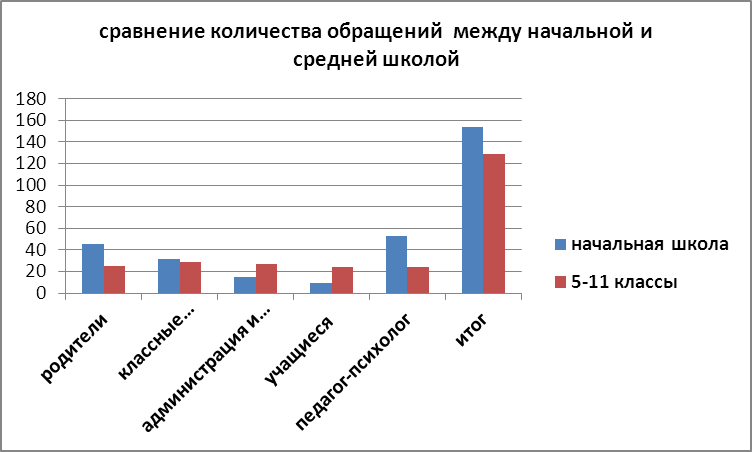 сравнение количества обращений между начальной и
средней школой
180
160
140
120
100
80
60
40
20
0
родители
классные...
администрация и...
учащиеся
педагог-психолог
итог
начальная школа
5-11 классы